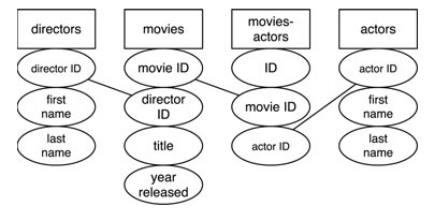 directors
movies
movies-
actors
actors
director ID
movie ID
ID
actor ID
first
name
director
ID
movie ID
first
name
last
name
title
actor ID
last
name
year
released